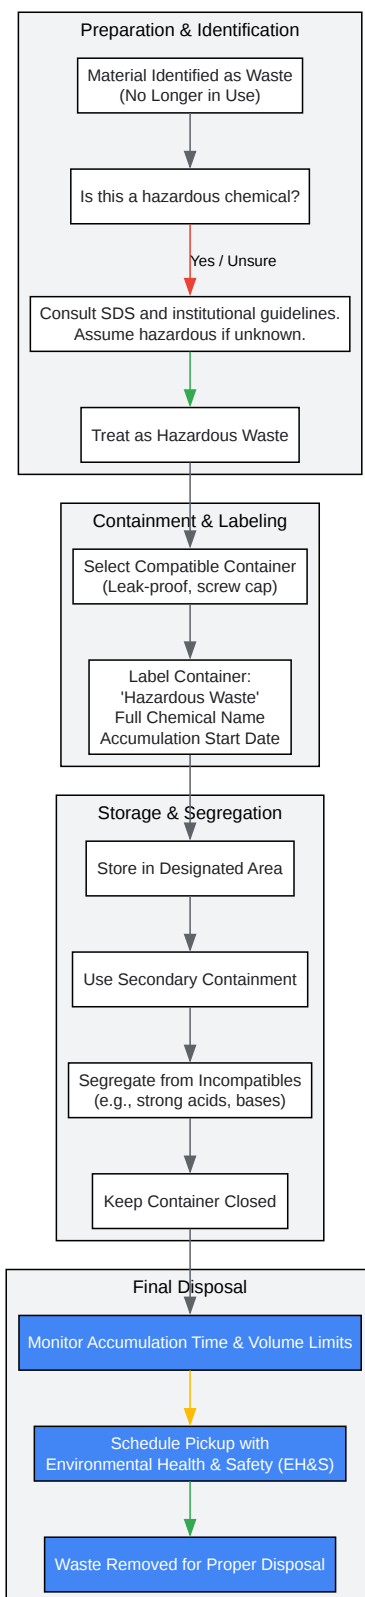 Preparation & Identification
Material Identified as Waste
(No Longer in Use)
Is this a hazardous chemical?
Yes / Unsure
Consult SDS and institutional guidelines.
Assume hazardous if unknown.
Treat as Hazardous Waste
Containment & Labeling
Select Compatible Container
(Leak-proof, screw cap)
Label Container:
'Hazardous Waste'
Full Chemical Name
Accumulation Start Date
Storage & Segregation
Store in Designated Area
Use Secondary Containment
Segregate from Incompatibles
(e.g., strong acids, bases)
Keep Container Closed
Final Disposal
Monitor Accumulation Time & Volume Limits
Schedule Pickup with
Environmental Health & Safety (EH&S)
Waste Removed for Proper Disposal